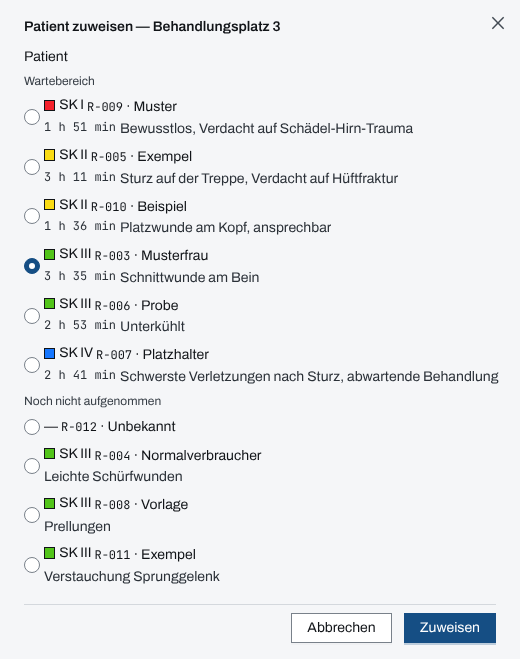 Patient zuweisen — Behandlungsplatz 3
Patient
Wartebereich
SK I R-009 · Muster
1 h 51 min Bewusstlos, Verdacht auf Schädel-Hirn-Trauma
SK II R-005 · Exempel
3 h 11 min Sturz auf der Treppe, Verdacht auf Hüftfraktur
SK II R-010 · Beispiel
1 h 36 min Platzwunde am Kopf, ansprechbar
SK III R-003 · Musterfrau
3 h 35 min Schnittwunde am Bein
SK III R-006 · Probe
2 h 53 min Unterkühlt
SK IV R-007 · Platzhalter
2 h 41 min Schwerste Verletzungen nach Sturz, abwartende Behandlung
Noch nicht aufgenommen
— R-012 · Unbekannt
SK III R-004 · Normalverbraucher
Leichte Schürfwunden
SK III R-008 · Vorlage
Prellungen
SK III R-011 · Exempel
Verstauchung Sprunggelenk
Abbrechen Zuweisen